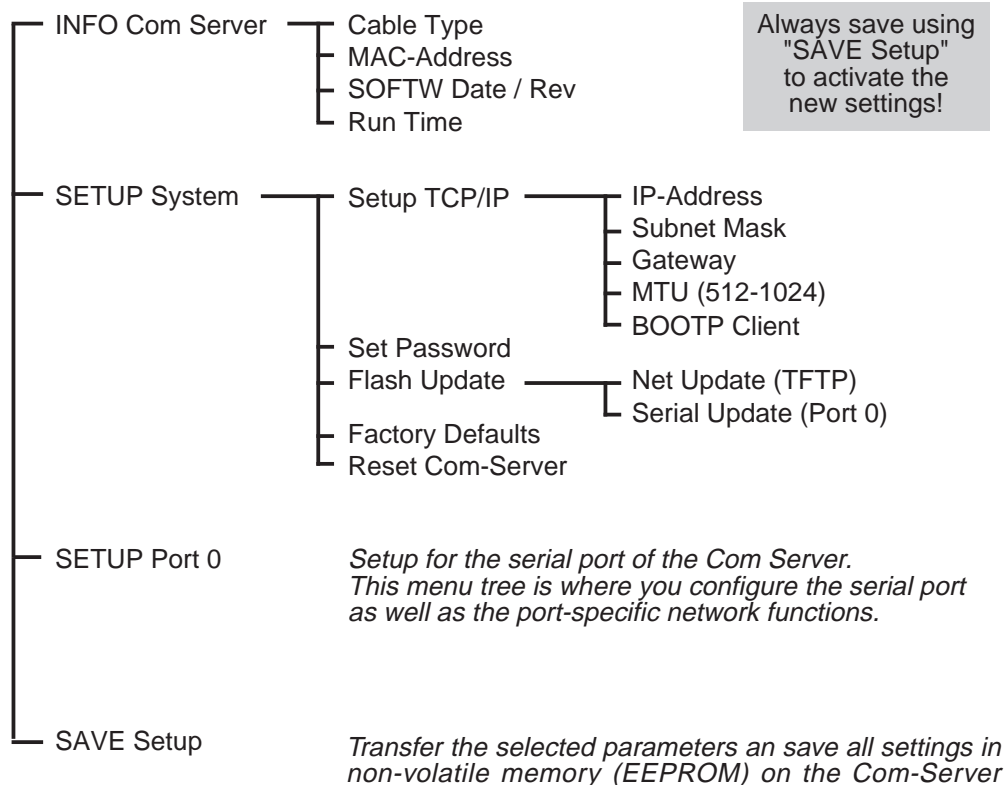 INFO Com Server
Cable Type
MAC-Address
SOFTW Date / Rev
Run Time
Always save using
"SAVE Setup"
to activate the
new settings!
SETUP System
Setup TCP/IP
IP-Address
Subnet Mask
Gateway
MTU (512-1024)
BOOTP Client
Set Password
Flash Update
Net Update (TFTP)
Serial Update (Port 0)
Factory Defaults
Reset Com-Server
SETUP Port 0
Setup for the serial port of the Com Server.
This menu tree is where you configure the serial port
as well as the port-specific network functions.
SAVE Setup
Transfer the selected parameters an save all settings in
non-volatile memory (EEPROM) on the Com-Server